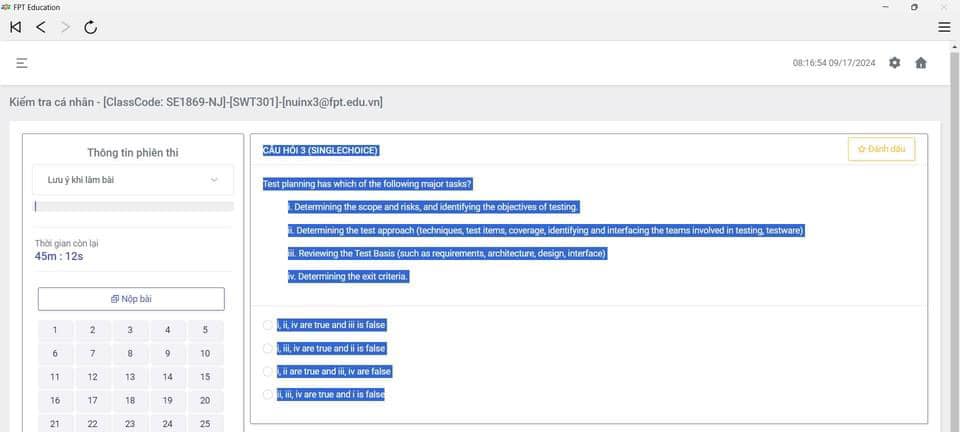 FPT Education
08:16:54 09/17/2024
Kiểm tra cá nhân - [ClassCode: SE1869-NJ]-[SWT301]-[nuinx3@fpt.edu.vn]
Thông tin phiên thi
Lưu ý khi làm bài
Thời gian còn lại
45m : 12s
Nộp bài
1 2 3 4 5
6 7 8 9 10
11 12 13 14 15
16 17 18 19 20
21 22 23 24 25
CÂU HỎI 3 (SINGLECHOICE)
Đánh dấu
Test planning has which of the following major tasks?
i. Determining the scope and risks, and identifying the objectives of testing.
ii. Determining the test approach (techniques, test items, coverage, identifying and interfacing the teams involved in testing, testware)
iii. Reviewing the Test Basis (such as requirements, architecture, design, interface)
iv. Determining the exit criteria.
i, ii, iv are true and iii is false
i, iii, iv are true and ii is false
i, ii are true and iii, iv are false
ii, iii, iv are true and i is false